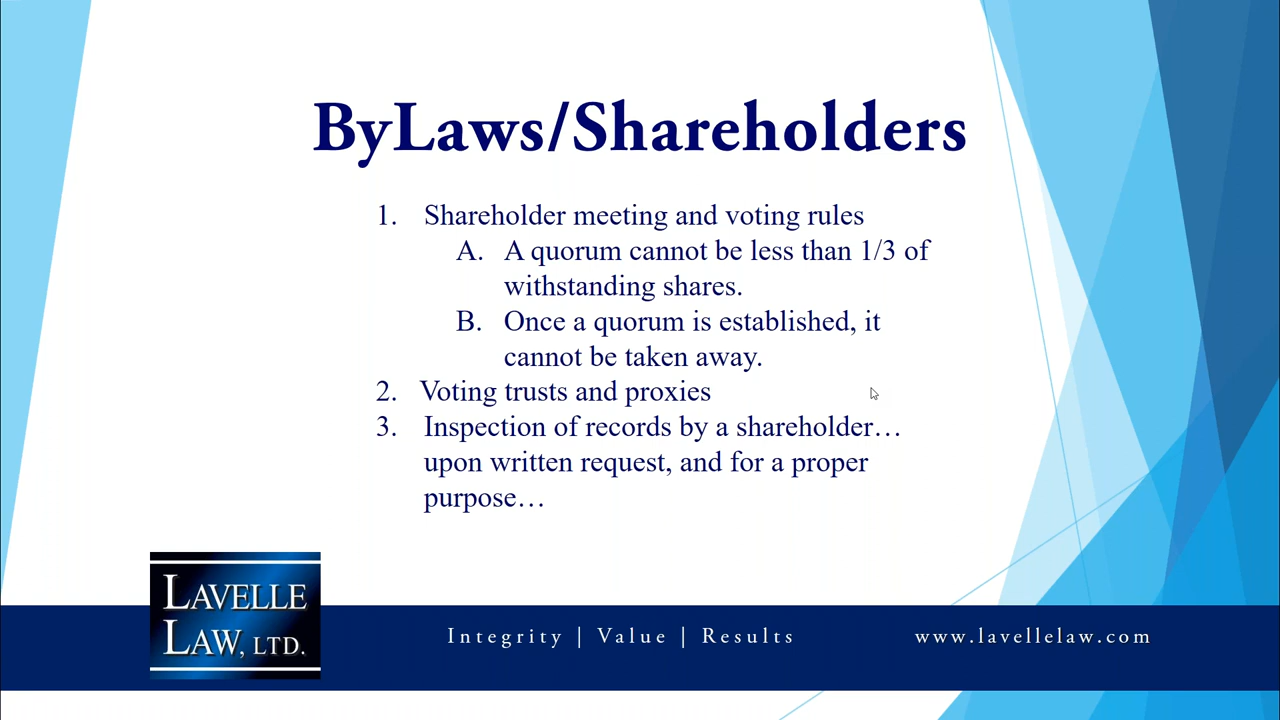 ByLaws/Shareholders
1. Shareholder meeting and voting rules
A. A quorum cannot be less than 1/3 of
withstanding shares.
B. Once a quorum is established, it
cannot be taken away.
2. Voting trusts and proxies
3. Inspection of records by a shareholder…
upon written request, and for a proper
purpose…
LAVELLE
LAW, LTD.
Integrity | Value | Results
www.lavellelaw.com